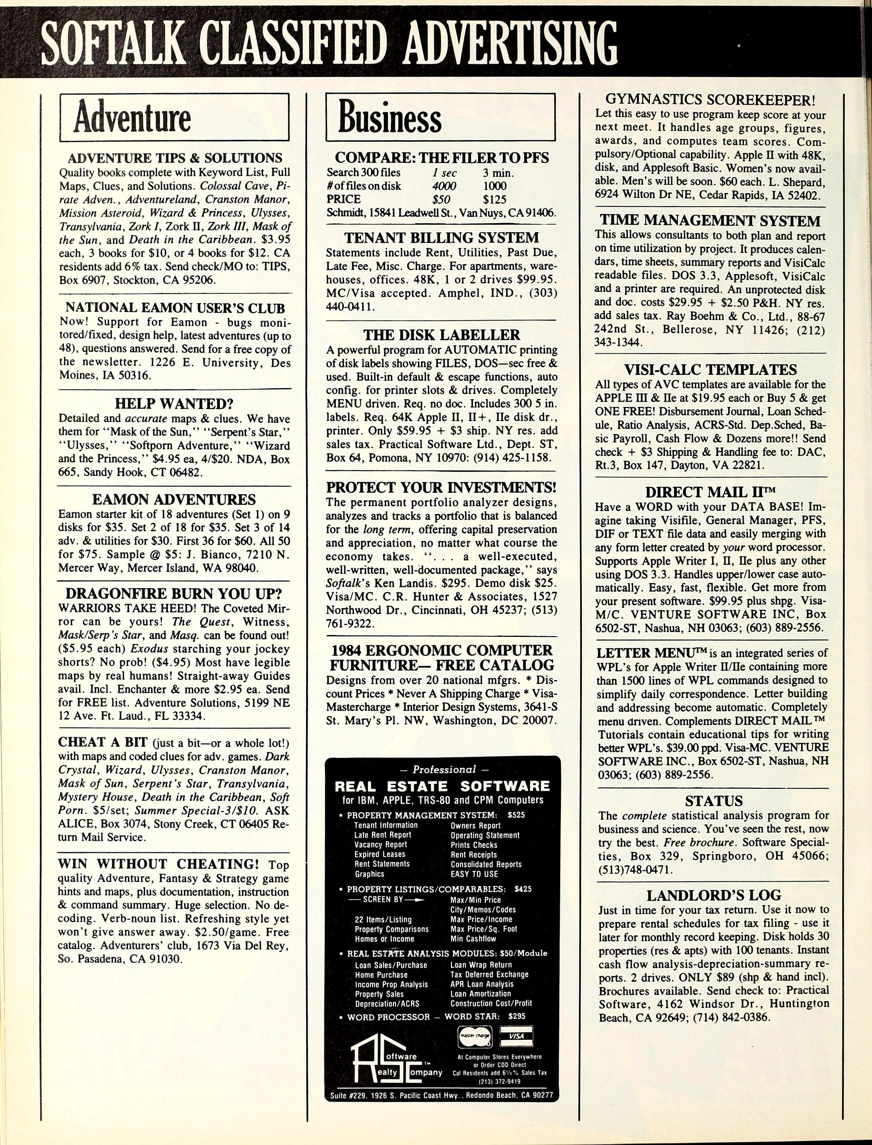 SOFTALK CLASSIFIED ADVERTISING
Adventure
ADVENTURE TIPS & SOLUTIONS
Quality books complete with Keyword List, Full
Maps, Clues, and Solutions. Colossal Cave, Pi-
rate Adven., Adventureland, Cranston Manor,
Mission Asteroid, Wizard & Princess, Ulysses,
Transylvania, Zork I, Zork II, Zork III, Mask of
the Sun, and Death in the Caribbean. $3.95
each, 3 books for $10, or 4 books for $12. CA
residents add 6% tax. Send check/MO to: TIPS,
Box 6907, Stockton, CA 95206.
NATIONAL EAMON USER'S CLUB
Now! Support for Eamon - bugs moni-
tored/fixed, design help, latest adventures (up to
48), questions answered. Send for a free copy of
the newsletter. 1226 E. University, Des
Moines, IA 50316.
HELP WANTED?
Detailed and accurate maps & clues. We have
them for "Mask of the Sun," "Serpent's Star,"
"Ulysses," "Softporn Adventure," "Wizard
and the Princess," $4.95 ea, 4/$20. NDA, Box
665, Sandy Hook, CT 06482.
EAMON ADVENTURES
Eamon starter kit of 18 adventures (Set 1) on 9
disks for $35. Set 2 of 18 for $35. Set 3 of 14
adv. & utilities for $30. First 36 for $60. All 50
for $75. Sample @ $5: J. Bianco, 7210 N.
Mercer Way, Mercer Island, WA 98040.
DRAGONFIRE BURN YOU UP?
WARRIORS TAKE HEED! The Coveted Mir-
ror can be yours! The Quest, Witness,
Mask/Serp's Star, and Masq. can be found out!
($5.95 each) Exodus starching your jockey
shorts? No prob! ($4.95) Most have legible
maps by real humans! Straight-away Guides
avail. Incl. Enchanter & more $2.95 ea. Send
for FREE list. Adventure Solutions, 5199 NE
12 Ave. Ft. Laud., FL 33334.
CHEAT A BIT (just a bit—or a whole lot!)
with maps and coded clues for adv. games. Dark
Crystal, Wizard, Ulysses, Cranston Manor,
Mask of Sun, Serpent's Star, Transylvania,
Mystery House, Death in the Caribbean, Soft
Porn. $5/set; Summer Special-3/$10. ASK
ALICE, Box 3074, Stony Creek, CT 06405 Re-
turn Mail Service.
WIN WITHOUT CHEATING! Top
quality Adventure, Fantasy & Strategy game
hints and maps, plus documentation, instruction
& command summary. Huge selection. No de-
coding. Verb-noun list. Refreshing style yet
won't give answer away. $2.50/game. Free
catalog. Adventurers' club, 1673 Via Del Rey,
So. Pasadena, CA 91030.
Business
COMPARE: THE FILER TO PFS
Search 300 files 1 sec 3 min.
# of files on disk 4000 1000
PRICE $50 $125
Schmidt, 15841 Leadwell St., Van Nuys, CA 91406.
TENANT BILLING SYSTEM
Statements include Rent, Utilities, Past Due,
Late Fee, Misc. Charge. For apartments, ware-
houses, offices. 48K, 1 or 2 drives $99.95.
MC/Visa accepted. Amphel, IND., (303)
440-0411.
THE DISK LABELLER
A powerful program for AUTOMATIC printing
of disk labels showing FILES, DOS—sec free &
used. Built-in default & escape functions, auto
config. for printer slots & drives. Completely
MENU driven. Req. no doc. Includes 300 5 in.
labels. Req. 64K Apple II, II+, IIe disk dr.,
printer. Only $59.95 + $3 ship. NY res. add
sales tax. Practical Software Ltd., Dept. ST,
Box 64, Pomona, NY 10970: (914) 425-1158.
PROTECT YOUR INVESTMENTS!
The permanent portfolio analyzer designs,
analyzes and tracks a portfolio that is balanced
for the long term, offering capital preservation
and appreciation, no matter what course the
economy takes. ". . . a well-executed,
well-written, well-documented package," says
Softalk's Ken Landis. $295. Demo disk $25.
Visa/MC. C.R. Hunter & Associates, 1527
Northwood Dr., Cincinnati, OH 45237; (513)
761-9322.
1984 ERGONOMIC COMPUTER
FURNITURE— FREE CATALOG
Designs from over 20 national mfgrs. * Dis-
count Prices * Never A Shipping Charge * Visa-
Mastercharge * Interior Design Systems, 3641-S
St. Mary's Pl. NW, Washington, DC 20007.
– Professional –
REAL ESTATE SOFTWARE
for IBM, APPLE, TRS-80 and CPM Computers
• PROPERTY MANAGEMENT SYSTEM: $525
Tenant Information Owners Report
Late Rent Report Operating Statement
Vacancy Report Prints Checks
Expired Leases Rent Receipts
Rent Statements Consolidated Reports
Graphics EASY TO USE
• PROPERTY LISTINGS/COMPARABLES: $425
— SCREEN BY → Max/Min Price
City/Memos/Codes
22 Items/Listing Max Price/Income
Property Comparisons Max Price/Sq. Foot
Homes or Income Min Cashflow
• REAL ESTATE ANALYSIS MODULES: $50/Module
Loan Sales/Purchase Loan Wrap Return
Home Purchase Tax Deferred Exchange
Income Prop Analysis APR Loan Analysis
Property Sales Loan Amortization
Depreciation/ACRS Construction Cost/Profit
• WORD PROCESSOR – WORD STAR: $295
Realty Software Company™
master charge VISA
At Computer Stores Everywhere
or Order COD Direct
Cal Residents add 6½% Sales Tax
(213) 372-9419
Suite #229, 1926 S. Pacific Coast Hwy., Redondo Beach, CA 90277
GYMNASTICS SCOREKEEPER!
Let this easy to use program keep score at your
next meet. It handles age groups, figures,
awards, and computes team scores. Com-
pulsory/Optional capability. Apple II with 48K,
disk, and Applesoft Basic. Women's now avail-
able. Men's will be soon. $60 each. L. Shepard,
6924 Wilton Dr NE, Cedar Rapids, IA 52402.
TIME MANAGEMENT SYSTEM
This allows consultants to both plan and report
on time utilization by project. It produces calen-
dars, time sheets, summary reports and VisiCalc
readable files. DOS 3.3, Applesoft, VisiCalc
and a printer are required. An unprotected disk
and doc. costs $29.95 + $2.50 P&H. NY res.
add sales tax. Ray Boehm & Co., Ltd., 88-67
242nd St., Bellerose, NY 11426; (212)
343-1344.
VISI-CALC TEMPLATES
All types of AVC templates are available for the
APPLE III & IIe at $19.95 each or Buy 5 & get
ONE FREE! Disbursement Journal, Loan Sched-
ule, Ratio Analysis, ACRS-Std. Dep.Sched, Ba-
sic Payroll, Cash Flow & Dozens more!! Send
check + $3 Shipping & Handling fee to: DAC,
Rt.3, Box 147, Dayton, VA 22821.
DIRECT MAIL II™
Have a WORD with your DATA BASE! Im-
agine taking Visifile, General Manager, PFS,
DIF or TEXT file data and easily merging with
any form letter created by your word processor.
Supports Apple Writer I, II, IIe plus any other
using DOS 3.3. Handles upper/lower case auto-
matically. Easy, fast, flexible. Get more from
your present software. $99.95 plus shpg. Visa-
M/C. VENTURE SOFTWARE INC, Box
6502-ST, Nashua, NH 03063; (603) 889-2556.
LETTER MENU™ is an integrated series of
WPL's for Apple Writer II/IIe containing more
than 1500 lines of WPL commands designed to
simplify daily correspondence. Letter building
and addressing become automatic. Completely
menu driven. Complements DIRECT MAIL™
Tutorials contain educational tips for writing
better WPL's. $39.00 ppd. Visa-MC. VENTURE
SOFTWARE INC., Box 6502-ST, Nashua, NH
03063; (603) 889-2556.
STATUS
The complete statistical analysis program for
business and science. You've seen the rest, now
try the best. Free brochure. Software Special-
ties, Box 329, Springboro, OH 45066;
(513)748-0471.
LANDLORD'S LOG
Just in time for your tax return. Use it now to
prepare rental schedules for tax filing - use it
later for monthly record keeping. Disk holds 30
properties (res & apts) with 100 tenants. Instant
cash flow analysis-depreciation-summary re-
ports. 2 drives. ONLY $89 (shp & hand incl).
Brochures available. Send check to: Practical
Software, 4162 Windsor Dr., Huntington
Beach, CA 92649; (714) 842-0386.